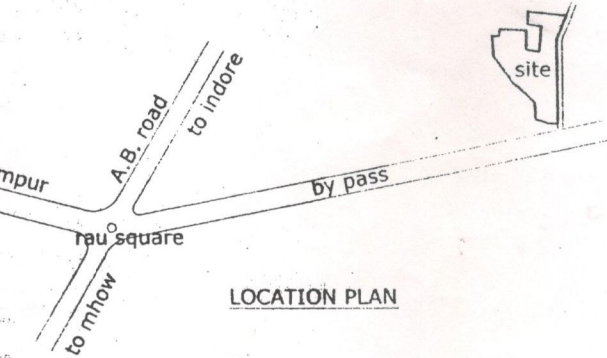 site
to indore
A.B. road
mpur
by pass
rau square
to mhow
LOCATION PLAN